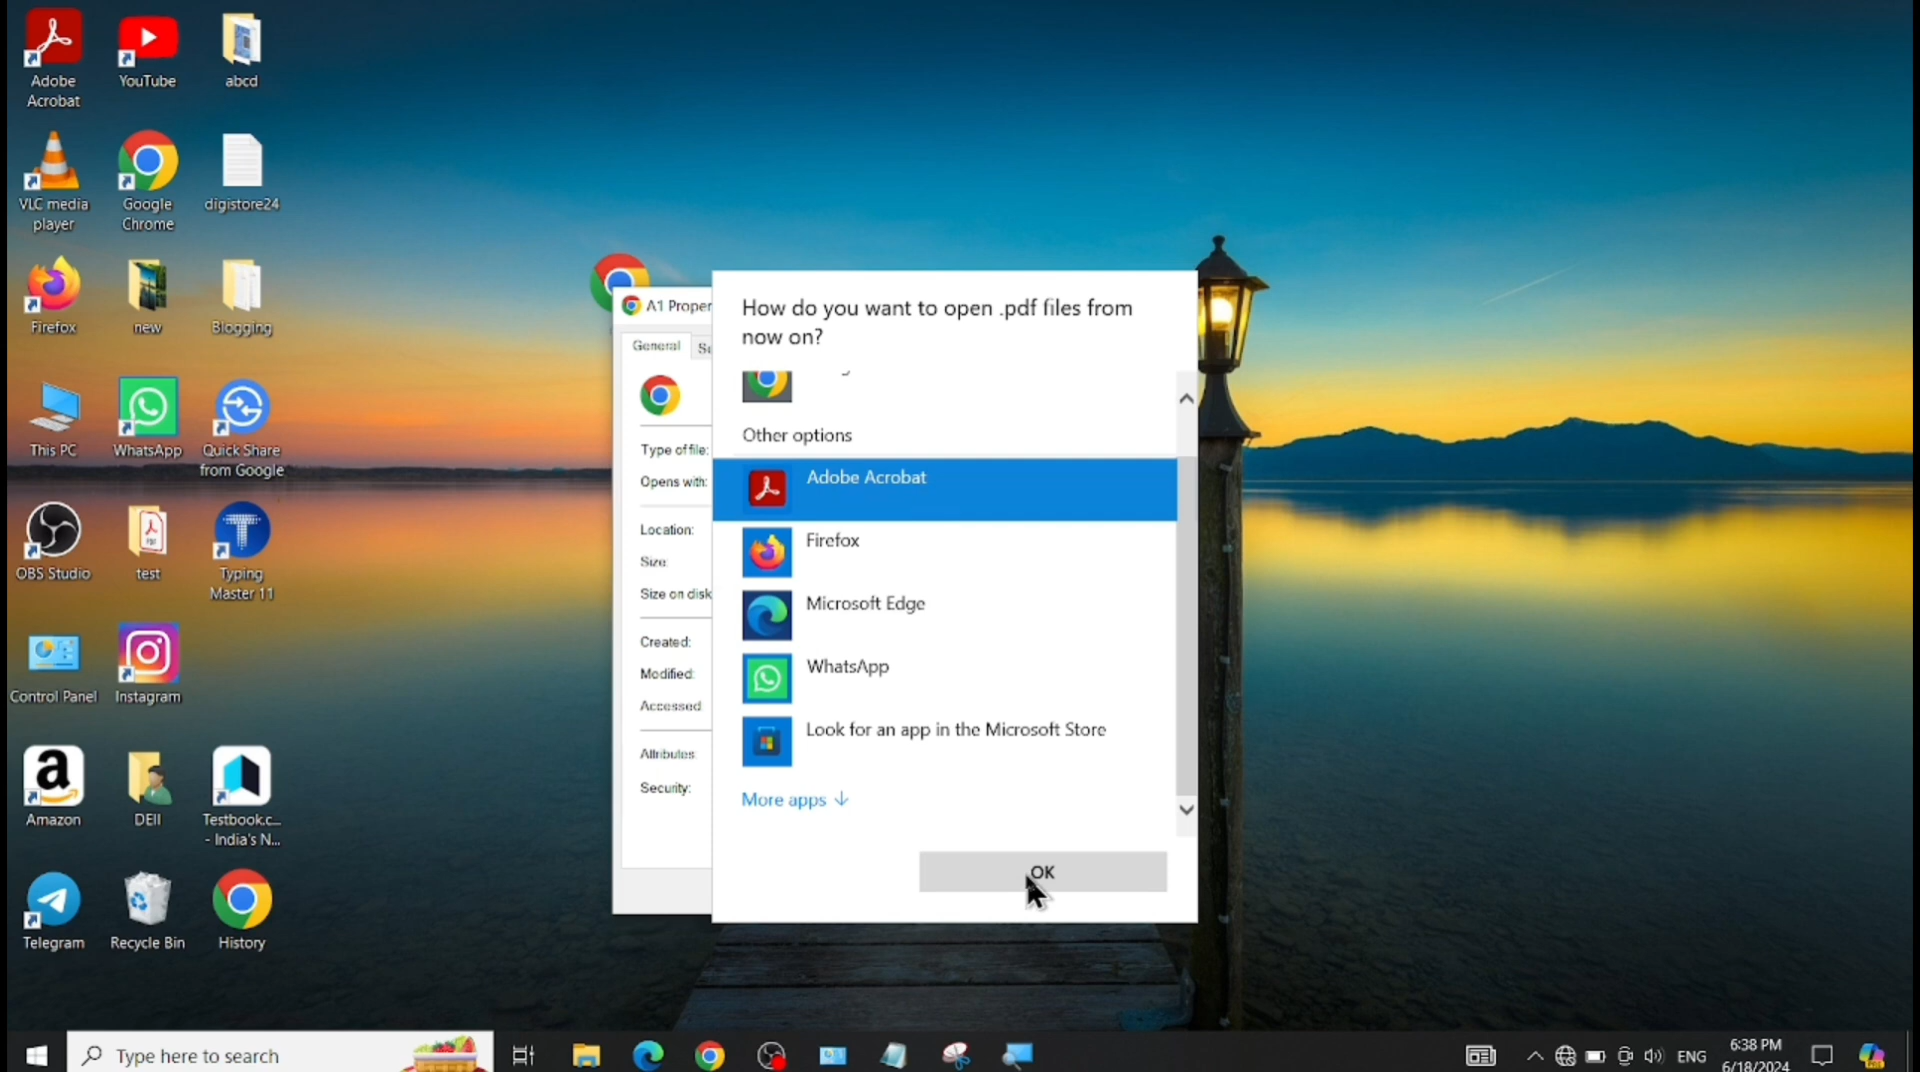 Adobe
Acrobat
YouTube
abcd
VLC media
player
Google
Chrome
digistore24
Firefox
new
Blogging
This PC
WhatsApp
Quick Share
from Google
OBS Studio
test
Typing
Master 11
Control Panel
Instagram
Amazon
DEll
Testbook.c...
- India's N...
Telegram
Recycle Bin
History
A1 Proper
General
Se
Type of file:
Opens with:
Location:
Size:
Size on disk
Created:
Modified:
Accessed
Attributes:
Security:
How do you want to open .pdf files from
now on?
Other options
Adobe Acrobat
Firefox
Microsoft Edge
WhatsApp
Look for an app in the Microsoft Store
More apps ↓
OK
Type here to search
ENG
6:38 PM
6/18/2024